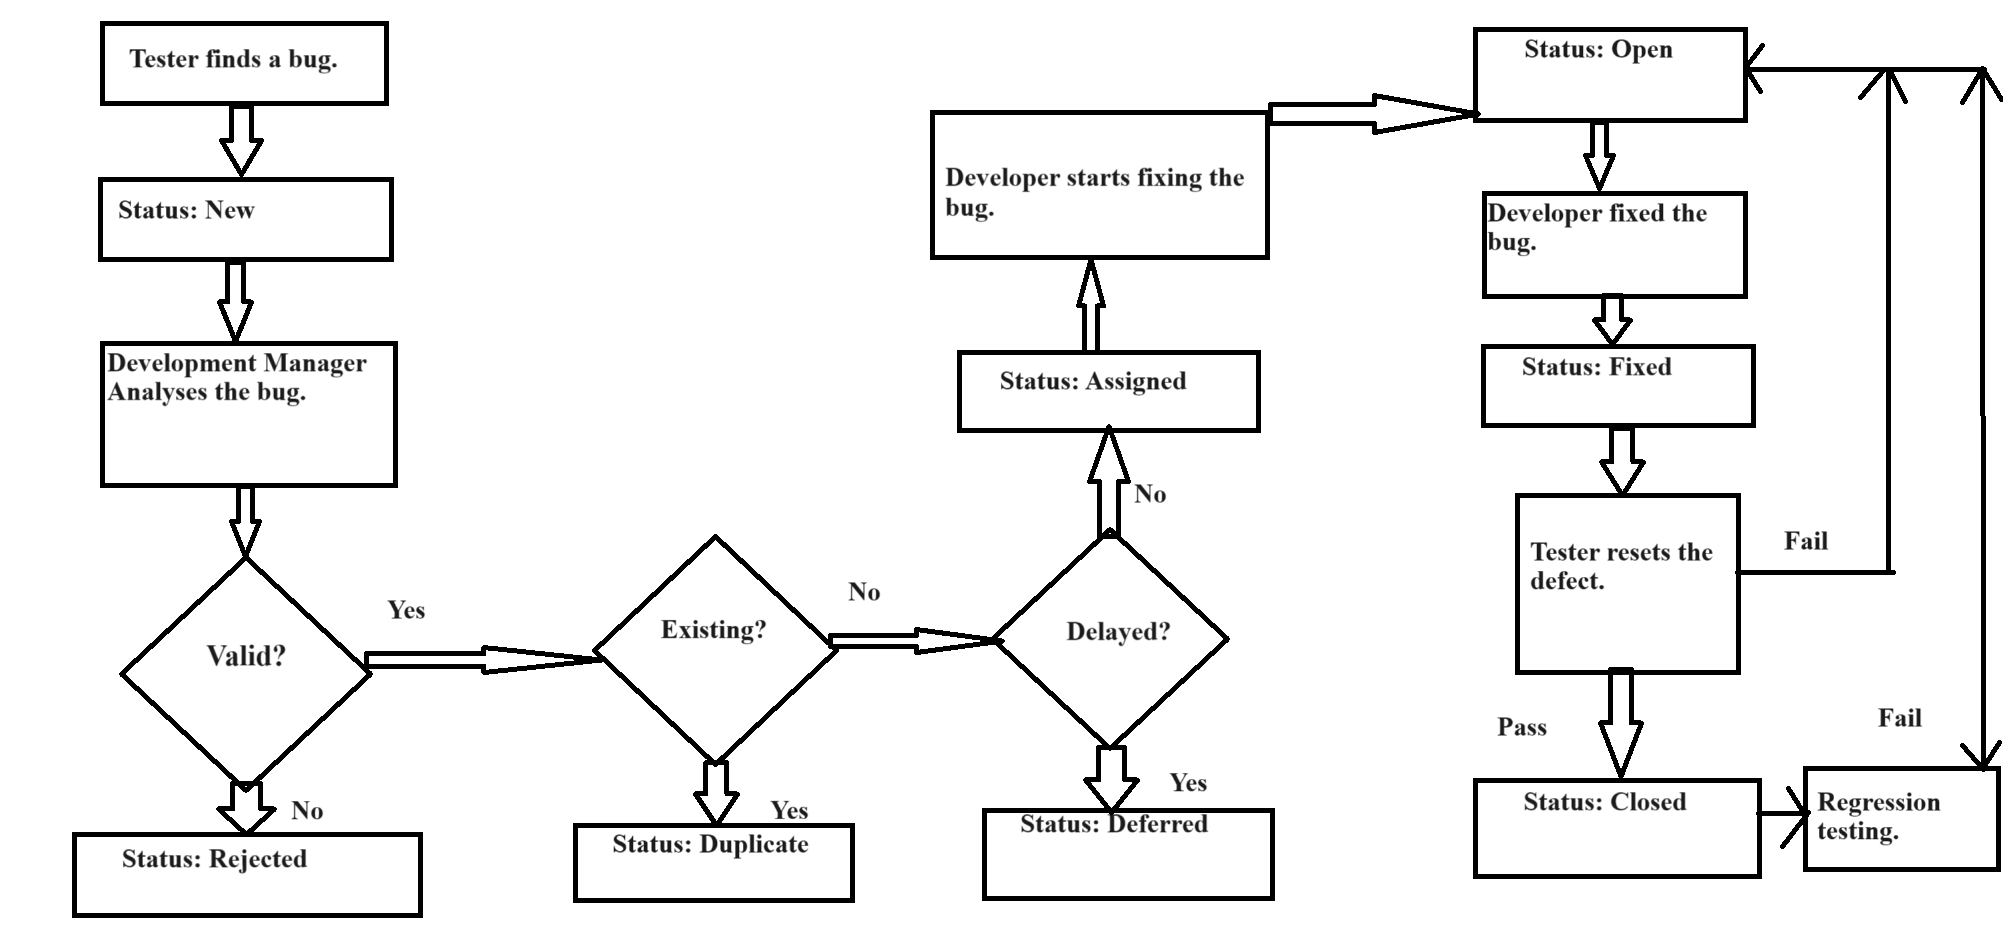 Tester finds a bug.
Status: New
Development Manager
Analyses the bug.
Valid?
Yes
No
Status: Rejected
Existing?
No
Yes
Status: Duplicate
Delayed?
Yes
Status: Deferred
No
Status: Assigned
Developer starts fixing the
bug.
Status: Open
Developer fixed the
bug.
Status: Fixed
Tester resets the
defect.
Fail
Pass
Status: Closed
Regression
testing.
Fail